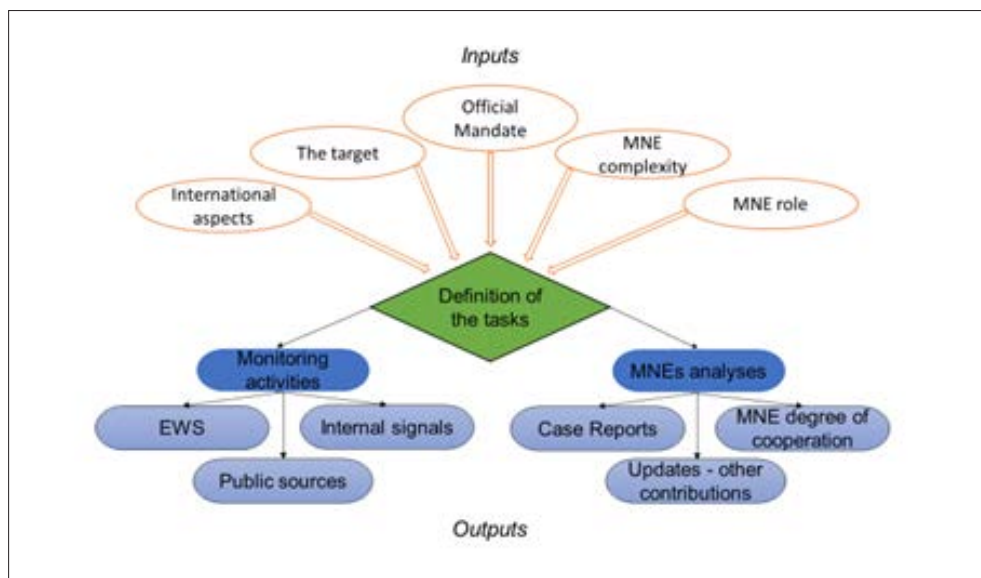 Inputs
Official
Mandate
The target
MNE
complexity
International
aspects
MNE role
Definition of
the tasks
Monitoring
activities
MNEs analyses
EWS
Internal signals
Case Reports
MNE degree of
cooperation
Public sources
Updates - other
contributions
Outputs